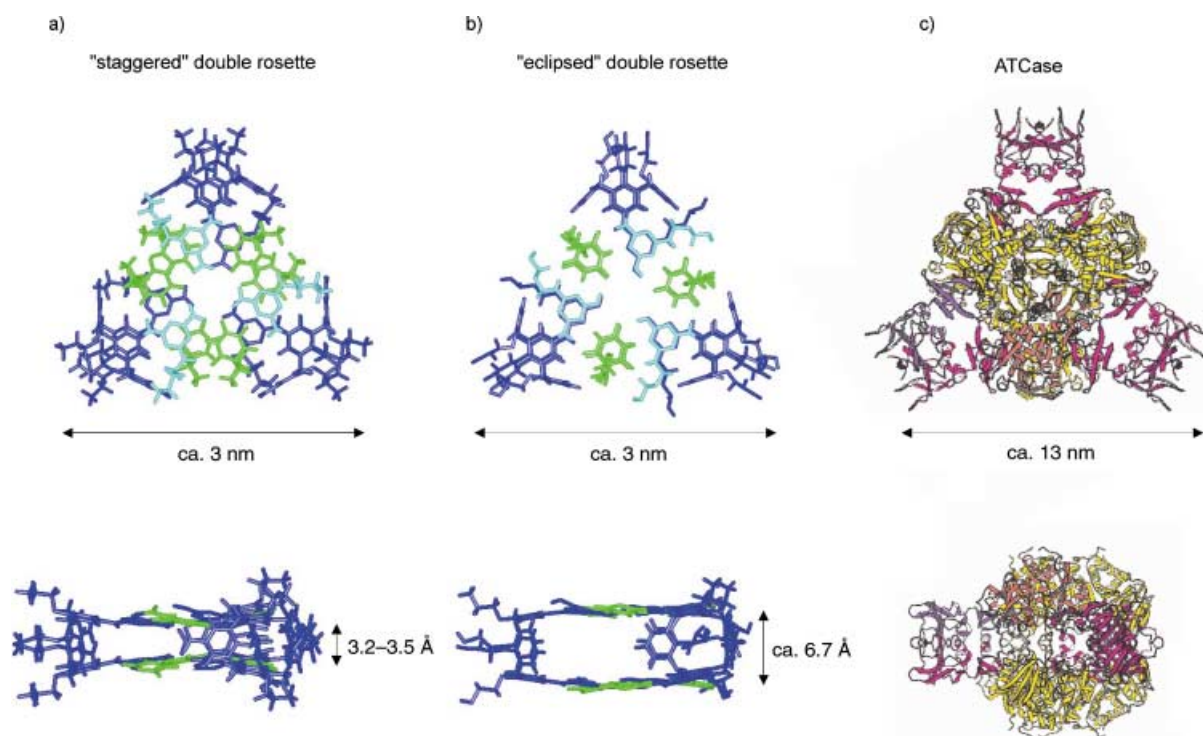 a)
"staggered" double rosette
ca. 3 nm
3.2–3.5 Å
b)
"eclipsed" double rosette
ca. 3 nm
ca. 6.7 Å
c)
ATCase
ca. 13 nm